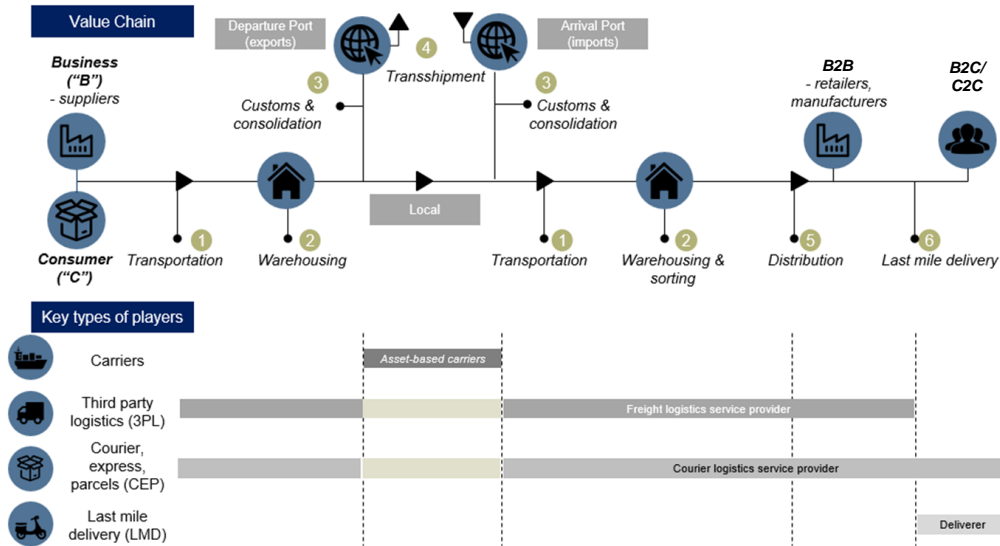 Value Chain
Departure Port
(exports)
Arrival Port
(imports)
Business
("B")
- suppliers
4
Transshipment
3
Customs &
consolidation
3
Customs &
consolidation
B2B
- retailers,
manufacturers
B2C/
C2C
Local
Consumer
("C")
1
Transportation
2
Warehousing
1
Transportation
2
Warehousing &
sorting
5
Distribution
6
Last mile delivery
Key types of players
Carriers
Asset-based carriers
Third party
logistics (3PL)
Freight logistics service provider
Courier,
express,
parcels (CEP)
Courier logistics service provider
Last mile
delivery (LMD)
Deliverer